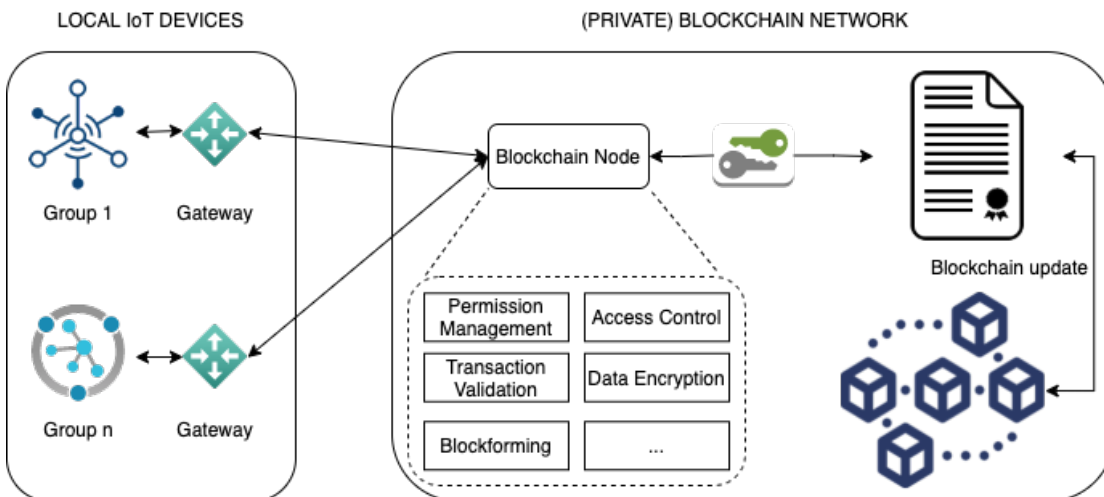 LOCAL IoT DEVICES
(PRIVATE) BLOCKCHAIN NETWORK
Group 1
Gateway
Blockchain Node
Blockchain update
Permission
Management
Access Control
Transaction
Validation
Data Encryption
Blockforming
...
Group n
Gateway